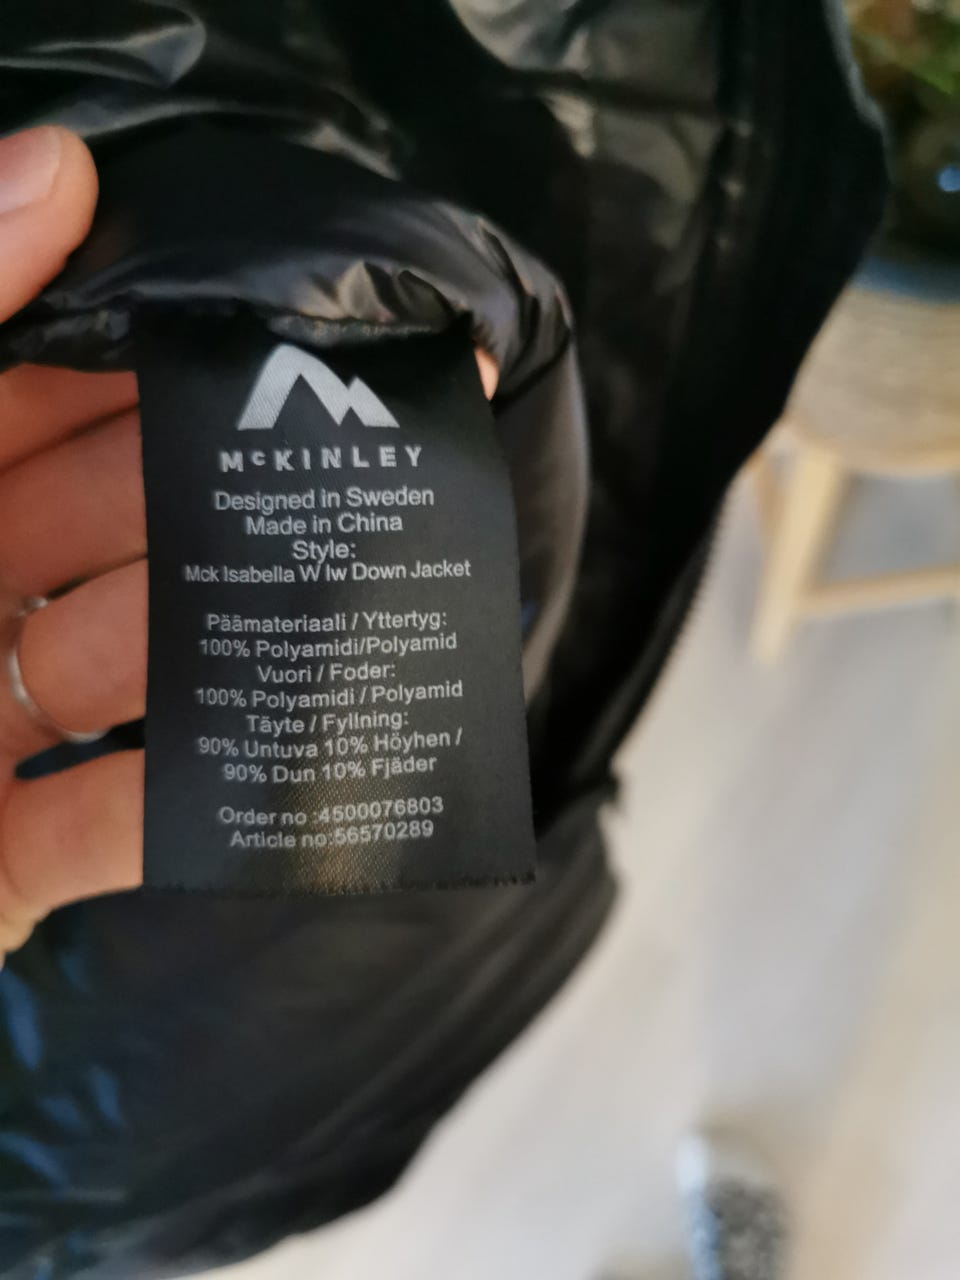 McKINLEY
Designed in Sweden
Made in China
Style:
Mck Isabella W lw Down Jacket
Päämateriaali / Yttertyg:
100% Polyamidi/Polyamid
Vuori / Foder:
100% Polyamidi / Polyamid
Täyte / Fyllning:
90% Untuva 10% Höyhen /
90% Dun 10% Fjäder
Order no :4500076803
Article no:56570289